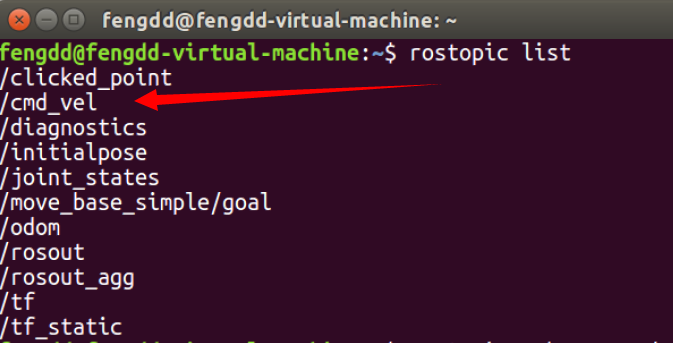 fengdd@fengdd-virtual-machine: ~
fengdd@fengdd-virtual-machine:~$ rostopic list
/clicked_point
/cmd_vel
/diagnostics
/initialpose
/joint_states
/move_base_simple/goal
/odom
/rosout
/rosout_agg
/tf
/tf_static